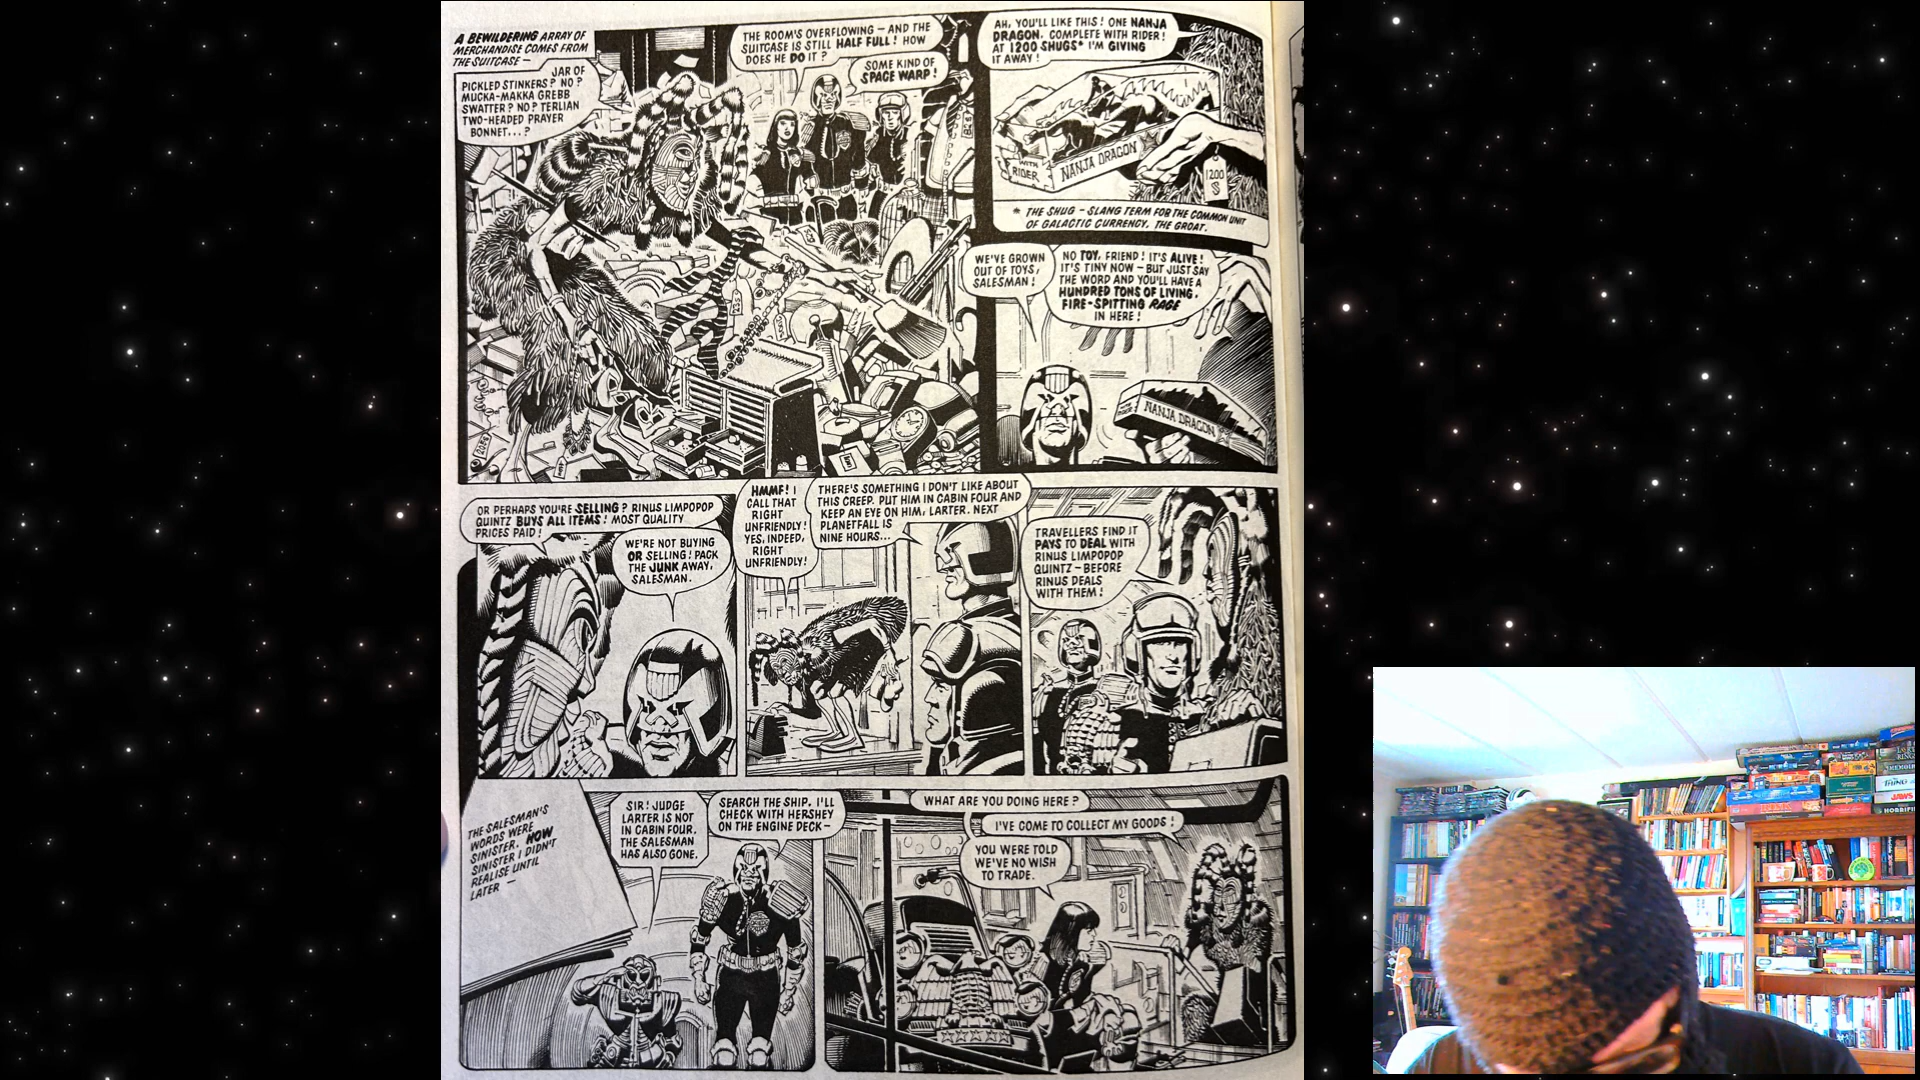 A BEWILDERING ARRAY OF
MERCHANDISE COMES FROM
THE SUITCASE —
JAR OF
PICKLED STINKERS? NO?
MUCKA-MAKKA GREBB
SWATTER? NO? TERLIAN
TWO-HEADED PRAYER
BONNET...?
THE ROOM'S OVERFLOWING — AND THE
SUITCASE IS STILL HALF FULL! HOW
DOES HE DO IT?
SOME KIND OF
SPACE WARP!
AH, YOU'LL LIKE THIS! ONE NANJA
DRAGON, COMPLETE WITH RIDER!
AT 1200 SHUGS* I'M GIVING
IT AWAY!
WITH
RIDER
NANJA DRAGON
1200
S
* THE SHUG — SLANG TERM FOR THE COMMON UNIT
OF GALACTIC CURRENCY, THE GROAT.
WE'VE GROWN
OUT OF TOYS,
SALESMAN!
NO TOY, FRIEND! IT'S ALIVE!
IT'S TINY NOW — BUT JUST SAY
THE WORD AND YOU'LL HAVE A
HUNDRED TONS OF LIVING,
FIRE-SPITTING RAGE
IN HERE!
NANJA DRAGON
OR PERHAPS YOU'RE SELLING? RINUS LIMPOPOP
QUINTZ BUYS ALL ITEMS! MOST QUALITY
PRICES PAID!
WE'RE NOT BUYING
OR SELLING! PACK
THE JUNK AWAY,
SALESMAN.
HMMF! I
CALL THAT
RIGHT
UNFRIENDLY!
YES, INDEED,
RIGHT
UNFRIENDLY!
THERE'S SOMETHING I DON'T LIKE ABOUT
THIS CREEP. PUT HIM IN CABIN FOUR AND
KEEP AN EYE ON HIM, LARTER. NEXT
PLANETFALL IS
NINE HOURS...
TRAVELLERS FIND IT
PAYS TO DEAL WITH
RINUS LIMPOPOP
QUINTZ — BEFORE
RINUS DEALS
WITH THEM!
THE SALESMAN'S
WORDS WERE
SINISTER. HOW
SINISTER I DIDN'T
REALISE UNTIL
LATER —
SIR! JUDGE
LARTER IS NOT
IN CABIN FOUR.
THE SALESMAN
HAS ALSO GONE.
SEARCH THE SHIP. I'LL
CHECK WITH HERSHEY
ON THE ENGINE DECK —
WHAT ARE YOU DOING HERE?
I'VE COME TO COLLECT MY GOODS!
YOU WERE TOLD
WE'VE NO WISH
TO TRADE.
JAWS